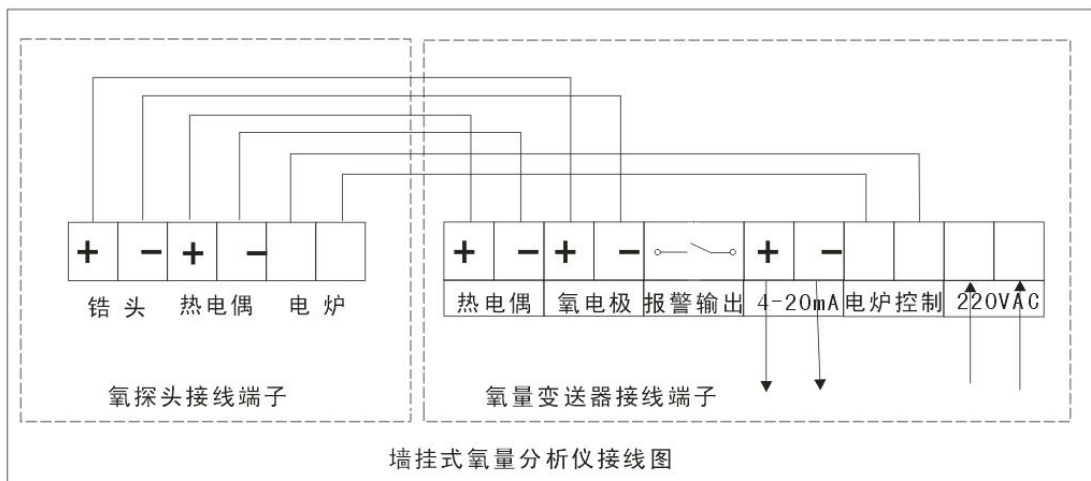 + − + −
+ − + − + −
锆头 热电偶 电炉
热电偶 氧电极 报警输出 4-20mA 电炉控制 220VAC
氧探头接线端子
氧量变送器接线端子
墙挂式氧量分析仪接线图